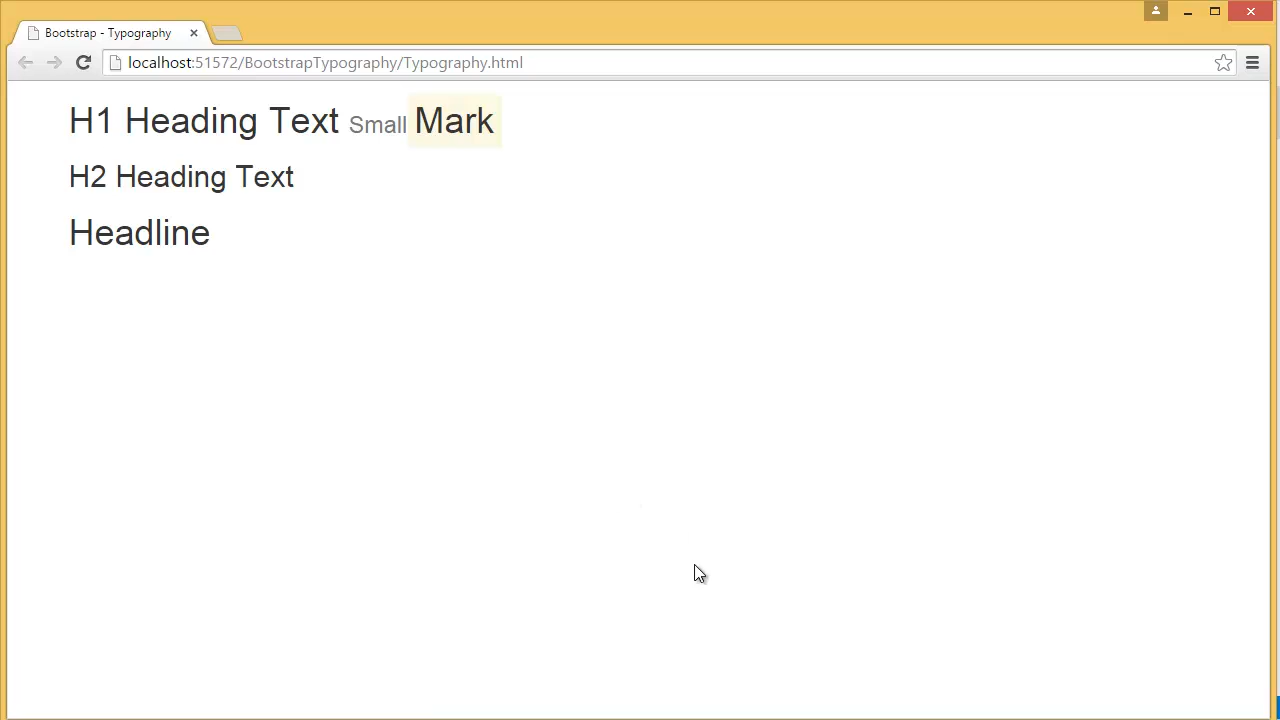 Bootstrap - Typography
localhost:51572/BootstrapTypography/Typography.html
H1 Heading Text Small Mark
H2 Heading Text
Headline